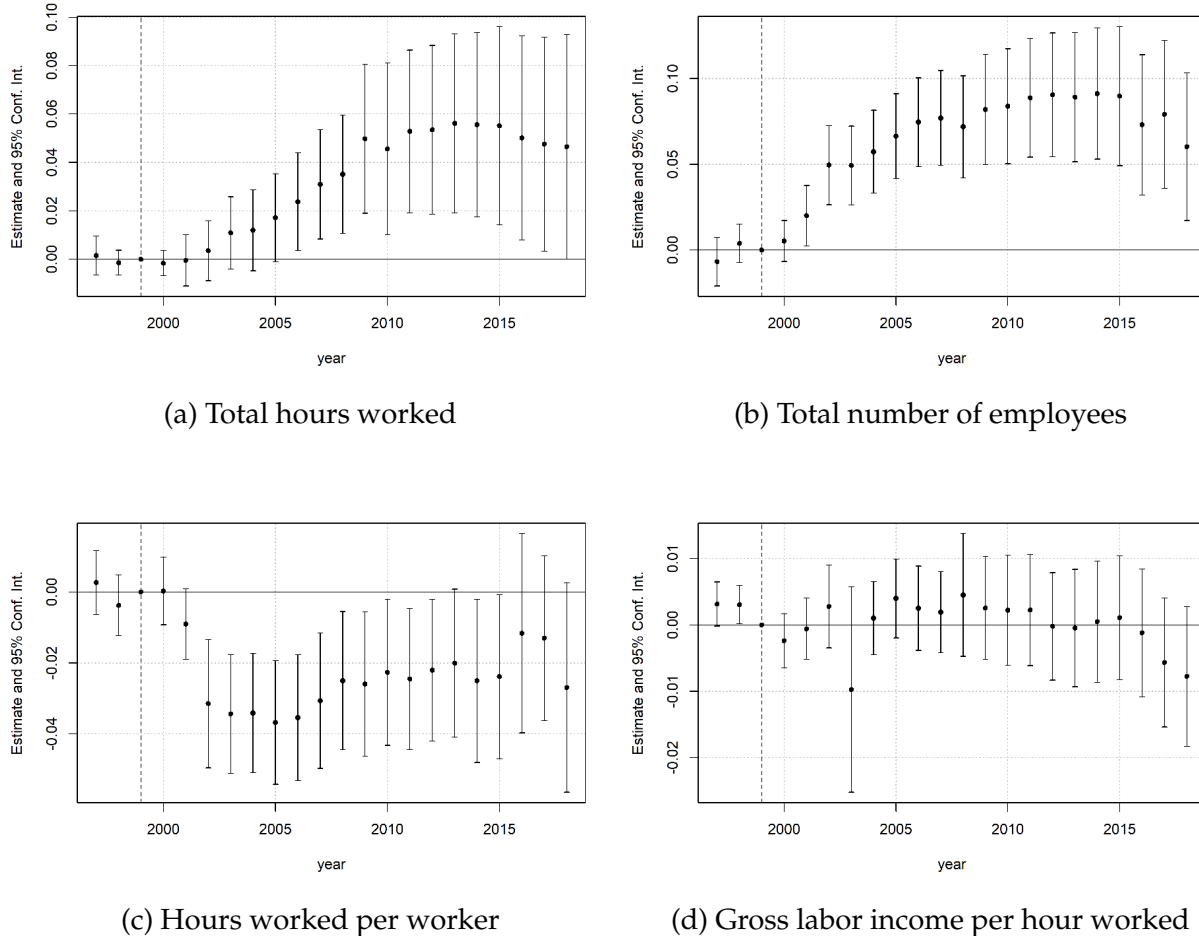 Estimate and 95% Conf. Int.
0.00 0.02 0.04 0.06 0.08 0.10
2000 2005 2010 2015
year
(a) Total hours worked
Estimate and 95% Conf. Int.
0.00 0.05 0.10
2000 2005 2010 2015
year
(b) Total number of employees
Estimate and 95% Conf. Int.
-0.04 -0.02 0.00
2000 2005 2010 2015
year
(c) Hours worked per worker
Estimate and 95% Conf. Int.
-0.02 -0.01 0.00 0.01
2000 2005 2010 2015
year
(d) Gross labor income per hour worked